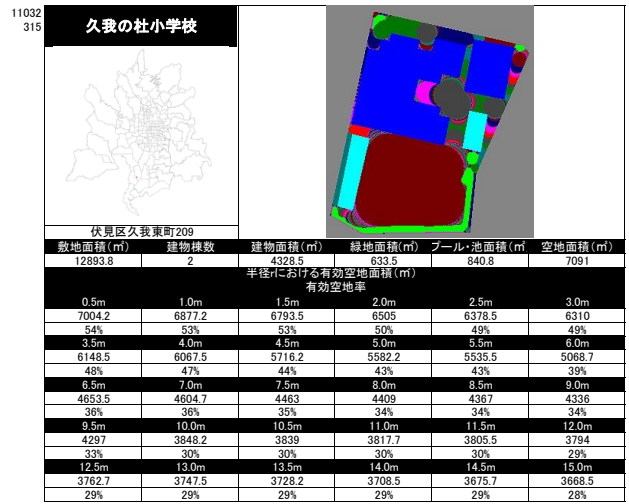 11032
315
久我の杜小学校
伏見区久我東町209
敷地面積(㎡) 建物棟数 建物面積(㎡) 緑地面積(㎡) プール・池面積(㎡ 空地面積(㎡)
12893.8 2 4328.5 633.5 840.8 7091
半径rにおける有効空地面積(㎡)
有効空地率
0.5m 1.0m 1.5m 2.0m 2.5m 3.0m
7004.2 6877.2 6793.5 6505 6378.5 6310
54% 53% 53% 50% 49% 49%
3.5m 4.0m 4.5m 5.0m 5.5m 6.0m
6148.5 6067.5 5716.2 5582.2 5535.5 5068.7
48% 47% 44% 43% 43% 39%
6.5m 7.0m 7.5m 8.0m 8.5m 9.0m
4653.5 4604.7 4463 4409 4367 4336
36% 36% 35% 34% 34% 34%
9.5m 10.0m 10.5m 11.0m 11.5m 12.0m
4297 3848.2 3839 3817.7 3805.5 3794
33% 30% 30% 30% 30% 29%
12.5m 13.0m 13.5m 14.0m 14.5m 15.0m
3762.7 3747.5 3728.2 3708.5 3675.7 3668.5
29% 29% 29% 29% 29% 28%